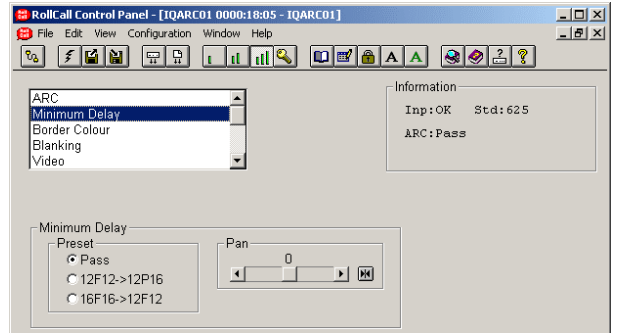 RollCall Control Panel - [IQARC01 0000:18:05 - IQARC01]
File Edit View Configuration Window Help
A A
ARC
Minimum Delay
Border Colour
Blanking
Video
Information
Inp:OK Std:625
ARC:Pass
Minimum Delay
Preset
Pass
12F12->12P16
16F16->12F12
Pan
0